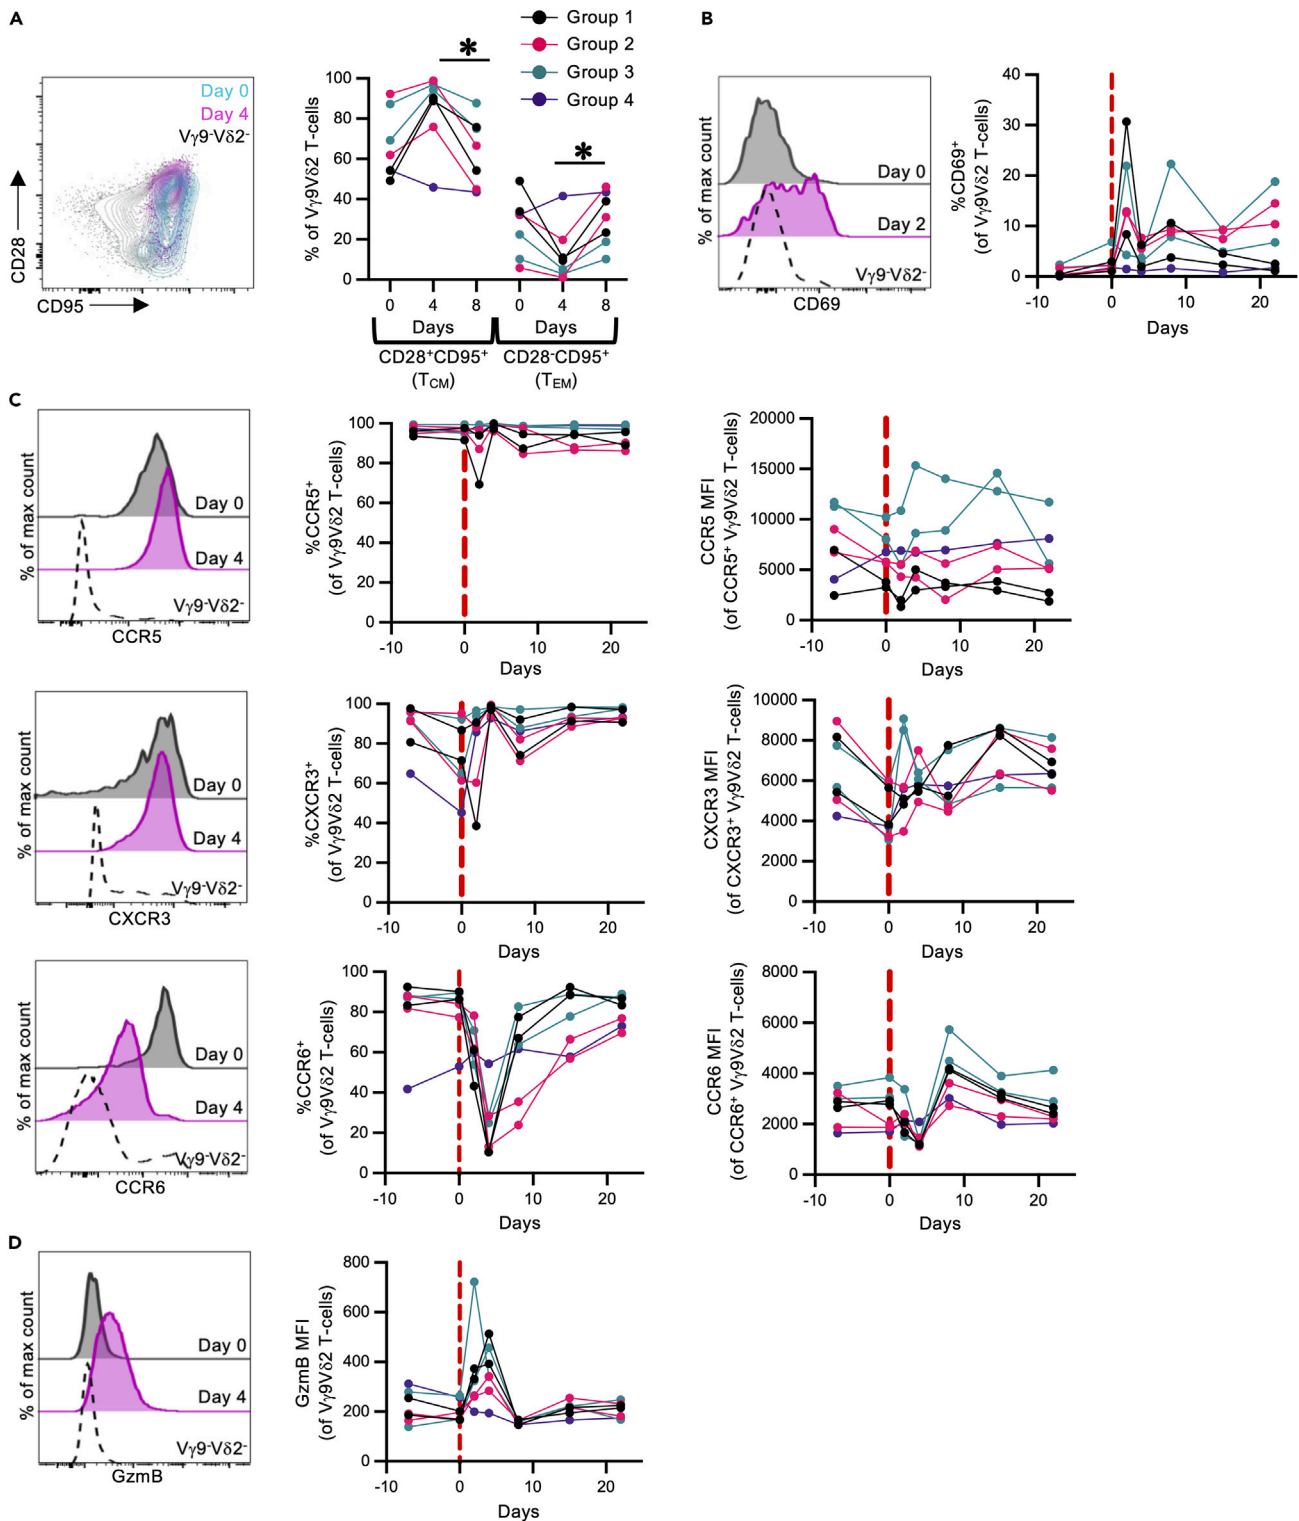 A
CD28
CD95
Day 0
Day 4
Vγ9⁻Vδ2⁻
% of Vγ9Vδ2 T-cells
100
80
60
40
20
0
0 4 8 0 4 8
Days Days
CD28⁺CD95⁺ CD28⁻CD95⁺
(TCM) (TEM)
*
*
Group 1
Group 2
Group 3
Group 4
B
% of max count
Day 0
Day 2
Vγ9⁻Vδ2⁻
CD69
%CD69⁺
(of Vγ9Vδ2 T-cells)
40
30
20
10
0
-10 0 10 20
Days
C
% of max count
Day 0
Day 4
Vγ9⁻Vδ2⁻
CCR5
%CCR5⁺
(of Vγ9Vδ2 T-cells)
100
80
60
40
20
0
-10 0 10 20
Days
CCR5 MFI
(of CCR5⁺ Vγ9Vδ2 T-cells)
20000
15000
10000
5000
0
-10 0 10 20
Days
% of max count
Day 0
Day 4
Vγ9⁻Vδ2⁻
CXCR3
%CXCR3⁺
(of Vγ9Vδ2 T-cells)
100
80
60
40
20
0
-10 0 10 20
Days
CXCR3 MFI
(of CXCR3⁺ Vγ9Vδ2 T-cells)
10000
8000
6000
4000
2000
0
-10 0 10 20
Days
% of max count
Day 0
Day 4
Vγ9⁻Vδ2⁻
CCR6
%CCR6⁺
(of Vγ9Vδ2 T-cells)
100
80
60
40
20
0
-10 0 10 20
Days
CCR6 MFI
(of CCR6⁺ Vγ9Vδ2 T-cells)
8000
6000
4000
2000
0
-10 0 10 20
Days
D
% of max count
Day 0
Day 4
Vγ9⁻Vδ2⁻
GzmB
GzmB MFI
(of Vγ9Vδ2 T-cells)
800
600
400
200
0
-10 0 10 20
Days